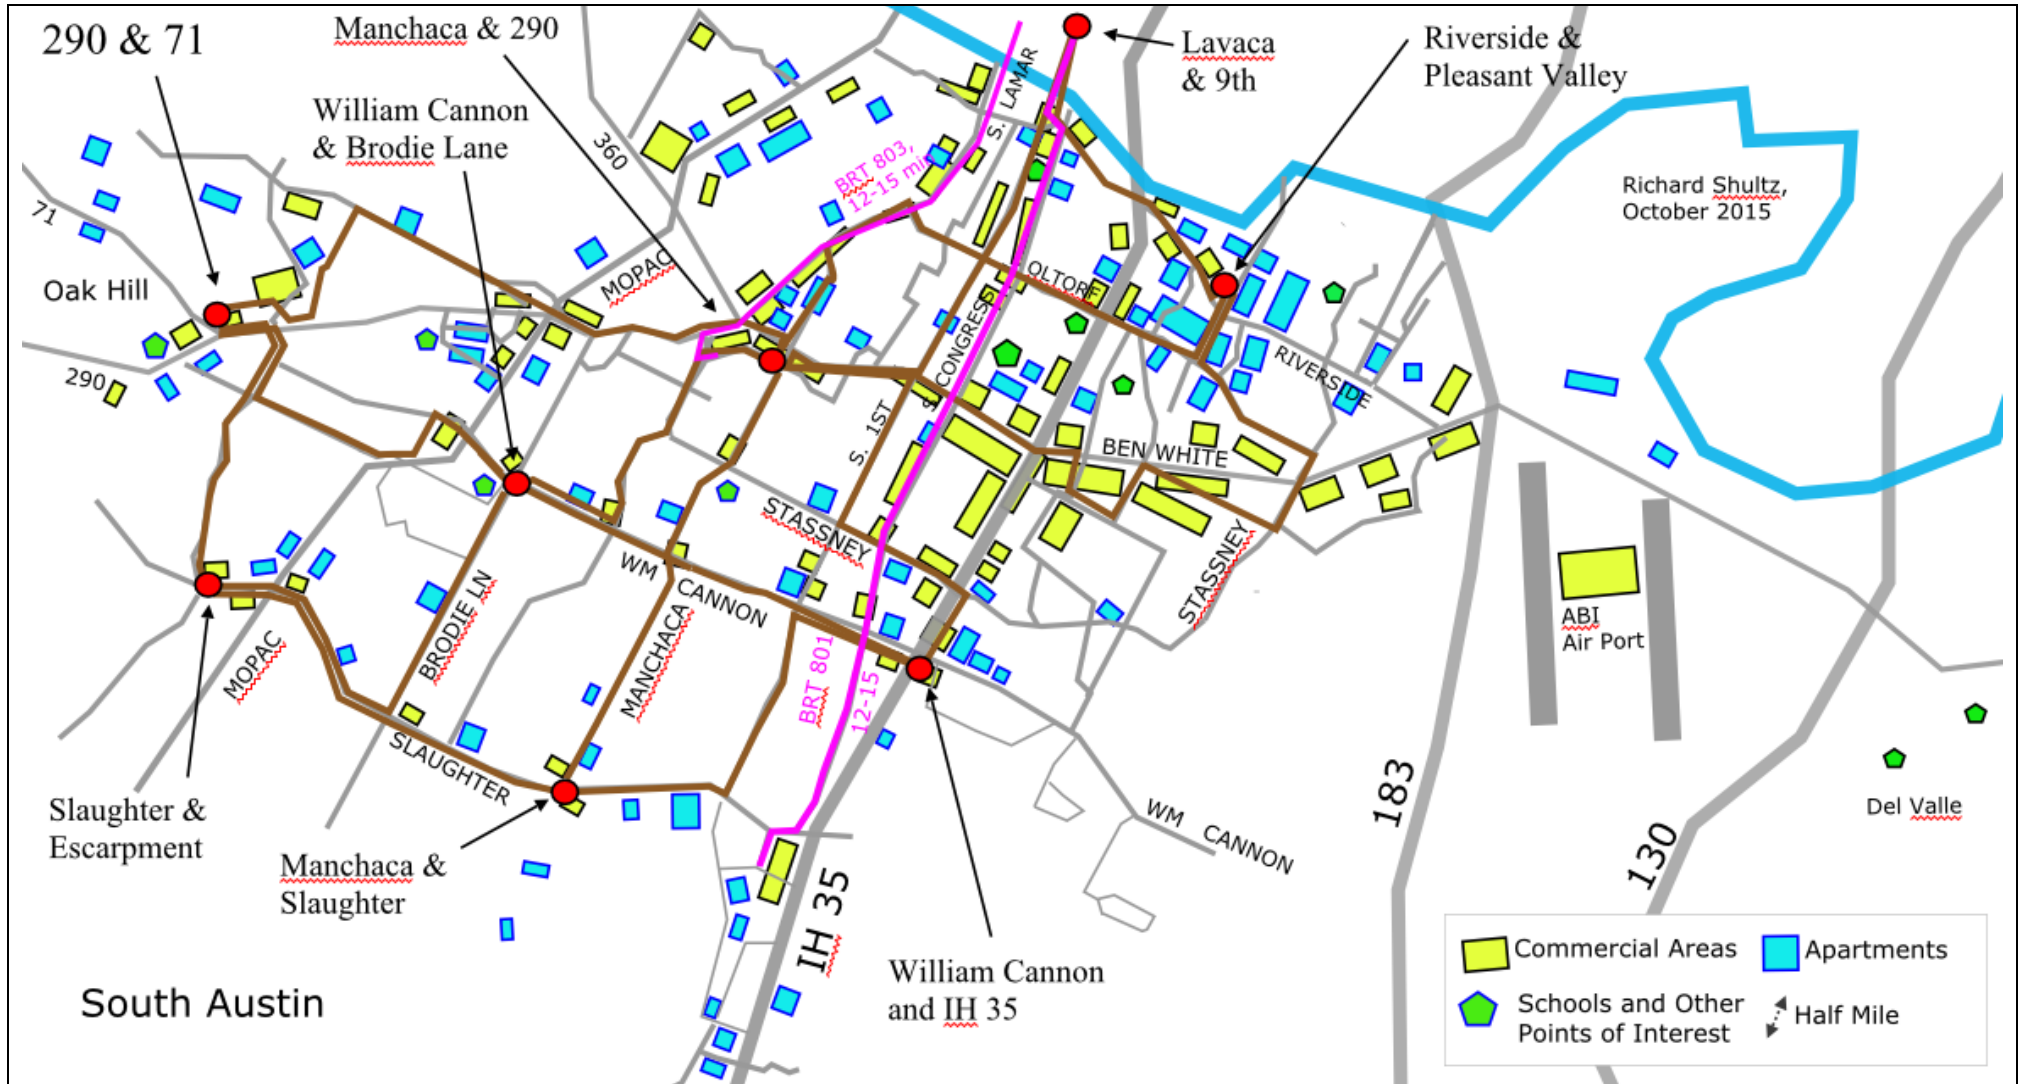 290 & 71
Manchaca & 290
William Cannon
& Brodie Lane
Lavaca
& 9th
Riverside &
Pleasant Valley
Richard Shultz,
October 2015
S. LAMAR
360
BRT 803,
12-15 min
71
Oak Hill
MOPAC
OLTORF
S. CONGRESS
RIVERSIDE
290
S. 1ST
BEN WHITE
STASSNEY
STASSNEY
WM CANNON
BRODIE LN
MANCHACA
MOPAC
BRT 801
12-15
ABI
Air Port
SLAUGHTER
Slaughter &
Escarpment
Manchaca &
Slaughter
183
130
WM CANNON
Del Valle
IH 35
William Cannon
and IH 35
South Austin
Commercial Areas
Apartments
Schools and Other
Points of Interest
Half Mile